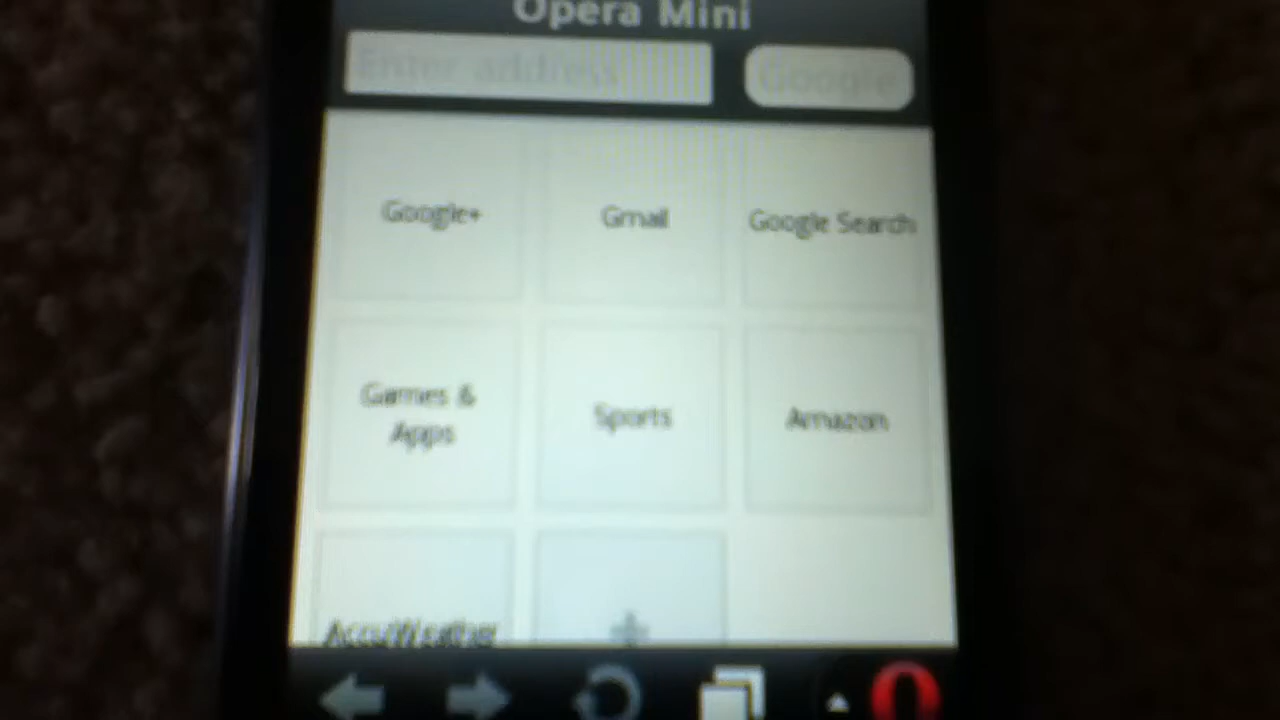 Opera Mini
Enter address
Google
Google+
Gmail
Google Search
Games &
Apps
Sports
Amazon
AccuWeather
+